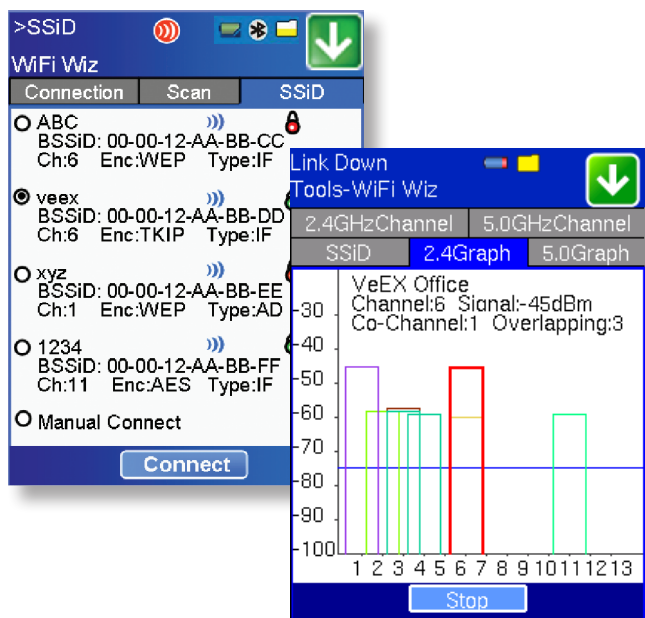 >SSiD
WiFi Wiz
Connection Scan SSiD
ABC
BSSiD: 00-00-12-AA-BB-CC
Ch:6 Enc:WEP Type:IF
veex
BSSiD: 00-00-12-AA-BB-DD
Ch:6 Enc:TKIP Type:IF
xyz
BSSiD: 00-00-12-AA-BB-EE
Ch:1 Enc:WEP Type:AD
1234
BSSiD: 00-00-12-AA-BB-FF
Ch:11 Enc:AES Type:IF
Manual Connect
Connect
Link Down
Tools-WiFi Wiz
2.4GHzChannel 5.0GHzChannel
SSiD 2.4Graph 5.0Graph
VeEX Office
Channel:6 Signal:-45dBm
Co-Channel:1 Overlapping:3
-30
-40
-50
-60
-70
-80
-90
-100
1 2 3 4 5 6 7 8 9 10 11 12 13
Stop